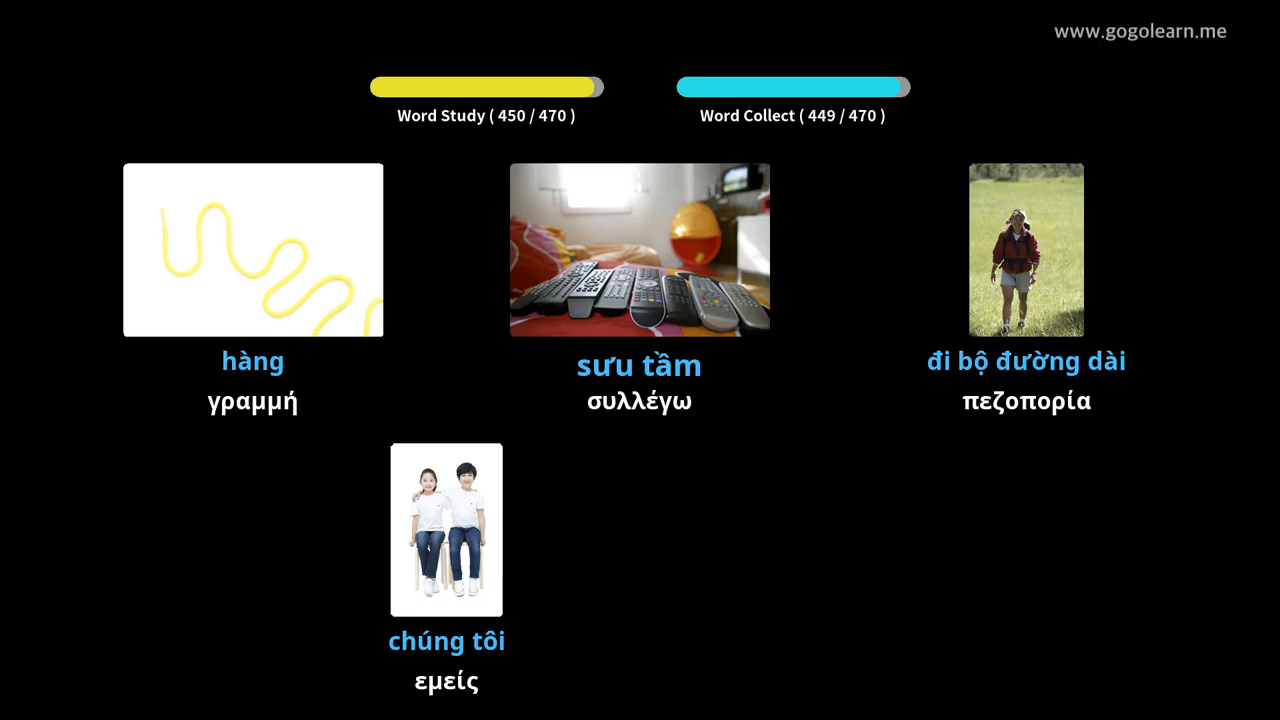 www.gogolearn.me
Word Study ( 450 / 470 )
Word Collect ( 449 / 470 )
hàng
γραμμή
sưu tầm
συλλέγω
đi bộ đường dài
πεζοπορία
chúng tôi
εμείς